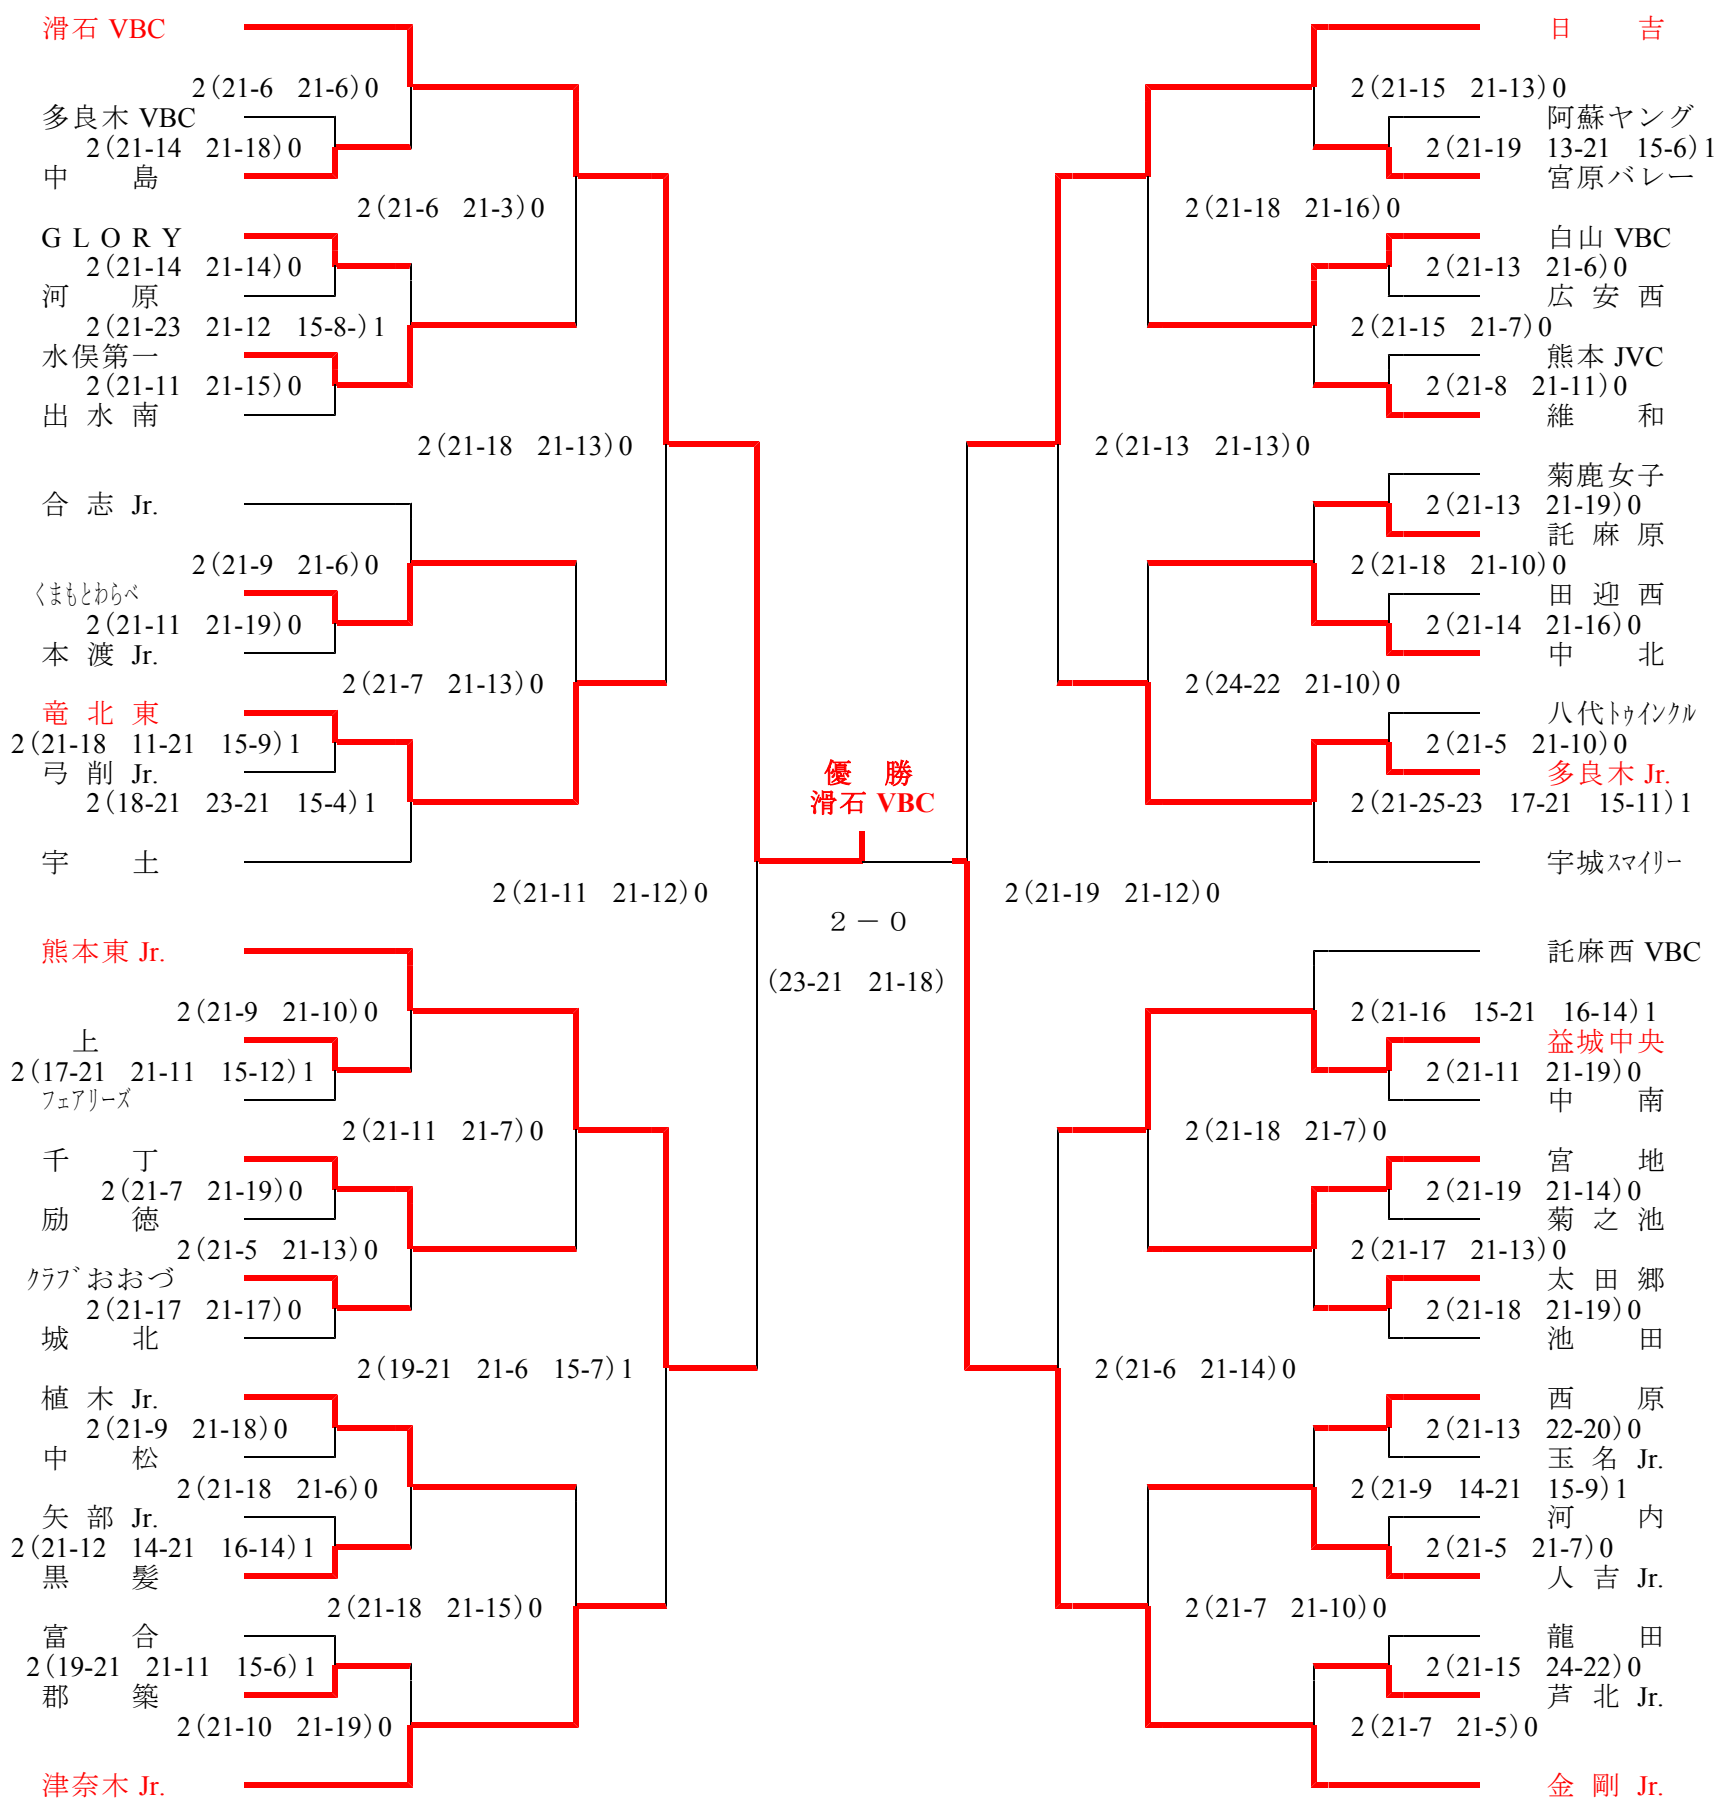 滑石 VBC
2(21-6 21-6)0
多良木 VBC
2(21-14 21-18)0
中 島
2(21-6 21-3)0
GLORY
2(21-14 21-14)0
河 原
2(21-23 21-12 15-8-)1
水俣第一
2(21-11 21-15)0
出 水 南
2(21-18 21-13)0
合 志 Jr.
2(21-9 21-6)0
くまもとわらべ
2(21-11 21-19)0
本 渡 Jr.
2(21-7 21-13)0
竜 北 東
2(21-18 11-21 15-9)1
弓 削 Jr.
2(18-21 23-21 15-4)1
宇 土
2(21-11 21-12)0
熊本東 Jr.
2(21-9 21-10)0
上
2(17-21 21-11 15-12)1
フェアリーズ
2(21-11 21-7)0
千 丁
2(21-7 21-19)0
励 徳
2(21-5 21-13)0
クラブおおづ
2(21-17 21-17)0
城 北
2(19-21 21-6 15-7)1
植 木 Jr.
2(21-9 21-18)0
中 松
2(21-18 21-6)0
矢 部 Jr.
2(21-12 14-21 16-14)1
黒 髪
2(21-18 21-15)0
富 合
2(19-21 21-11 15-6)1
郡 築
2(21-10 21-19)0
津奈木 Jr.
優 勝
滑石 VBC
2-0
(23-21 21-18)
日 吉
2(21-15 21-13)0
阿蘇ヤング
2(21-19 13-21 15-6)1
宮原バレー
2(21-18 21-16)0
白山 VBC
2(21-13 21-6)0
広 安 西
2(21-15 21-7)0
熊本 JVC
2(21-8 21-11)0
維 和
2(21-13 21-13)0
菊鹿女子
2(21-13 21-19)0
託 麻 原
2(21-18 21-10)0
田 迎 西
2(21-14 21-16)0
中 北
2(24-22 21-10)0
八代トゥインクル
2(21-5 21-10)0
多良木 Jr.
2(21-25-23 17-21 15-11)1
宇城スマイリー
2(21-19 21-12)0
託麻西 VBC
2(21-16 15-21 16-14)1
益城中央
2(21-11 21-19)0
中 南
2(21-18 21-7)0
宮 地
2(21-19 21-14)0
菊 之 池
2(21-17 21-13)0
太 田 郷
2(21-18 21-19)0
池 田
2(21-6 21-14)0
西 原
2(21-13 22-20)0
玉 名 Jr.
2(21-9 14-21 15-9)1
河 内
2(21-5 21-7)0
人 吉 Jr.
2(21-7 21-10)0
龍 田
2(21-15 24-22)0
芦 北 Jr.
2(21-7 21-5)0
金 剛 Jr.